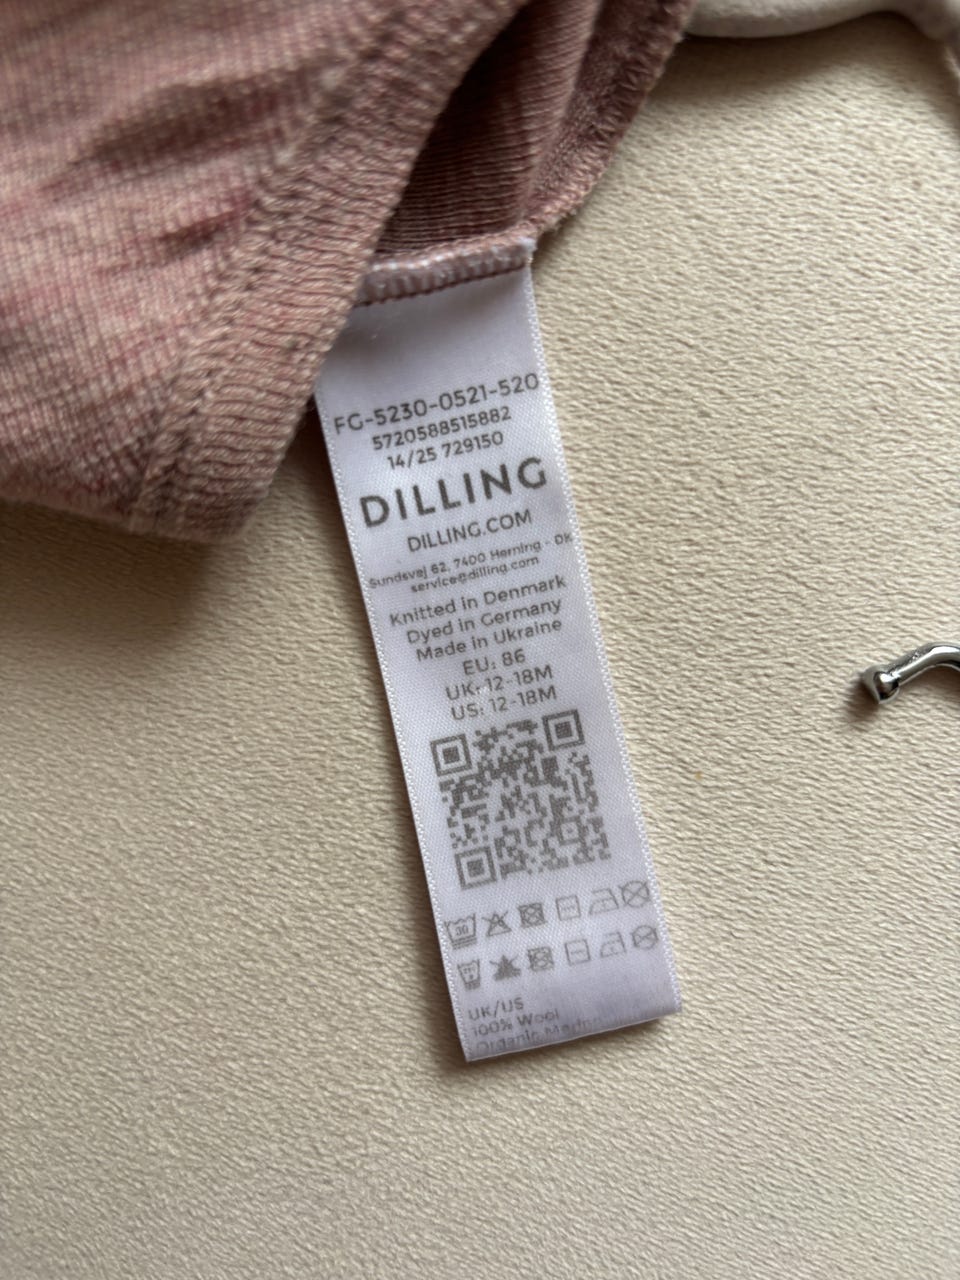 FG-5230-0521-520
5720588515882
14/25 729150
DILLING
DILLING.COM
Sundsvej 62, 7400 Herning - DK
service@dilling.com
Knitted in Denmark
Dyed in Germany
Made in Ukraine
EU: 86
UK: 12-18M
US: 12-18M
30
UK/US
100% Wool
Organic